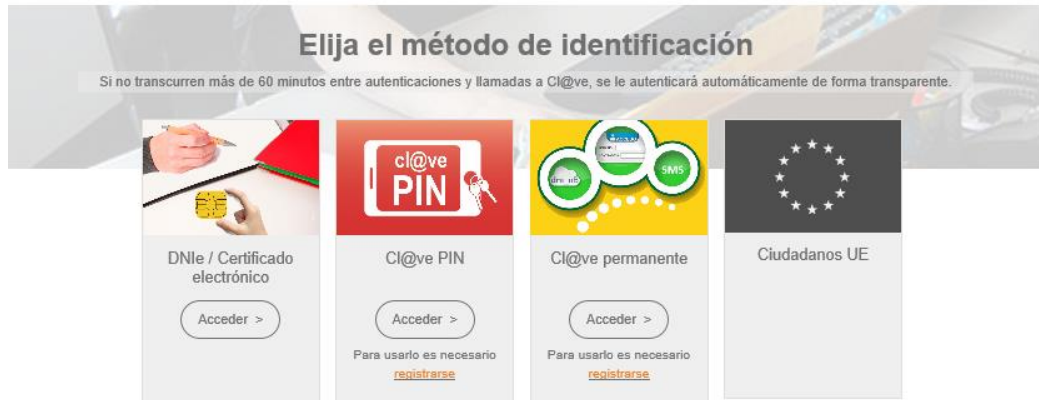 Elija el método de identificación
Si no transcurren más de 60 minutos entre autenticaciones y llamadas a Cl@ve, se le autenticará automáticamente de forma transparente.
cl@ve
PIN
SMS
DNIe / Certificado
electrónico
Acceder >
Cl@ve PIN
Acceder >
Para usarlo es necesario
registrarse
Cl@ve permanente
Acceder >
Para usarlo es necesario
registrarse
Ciudadanos UE